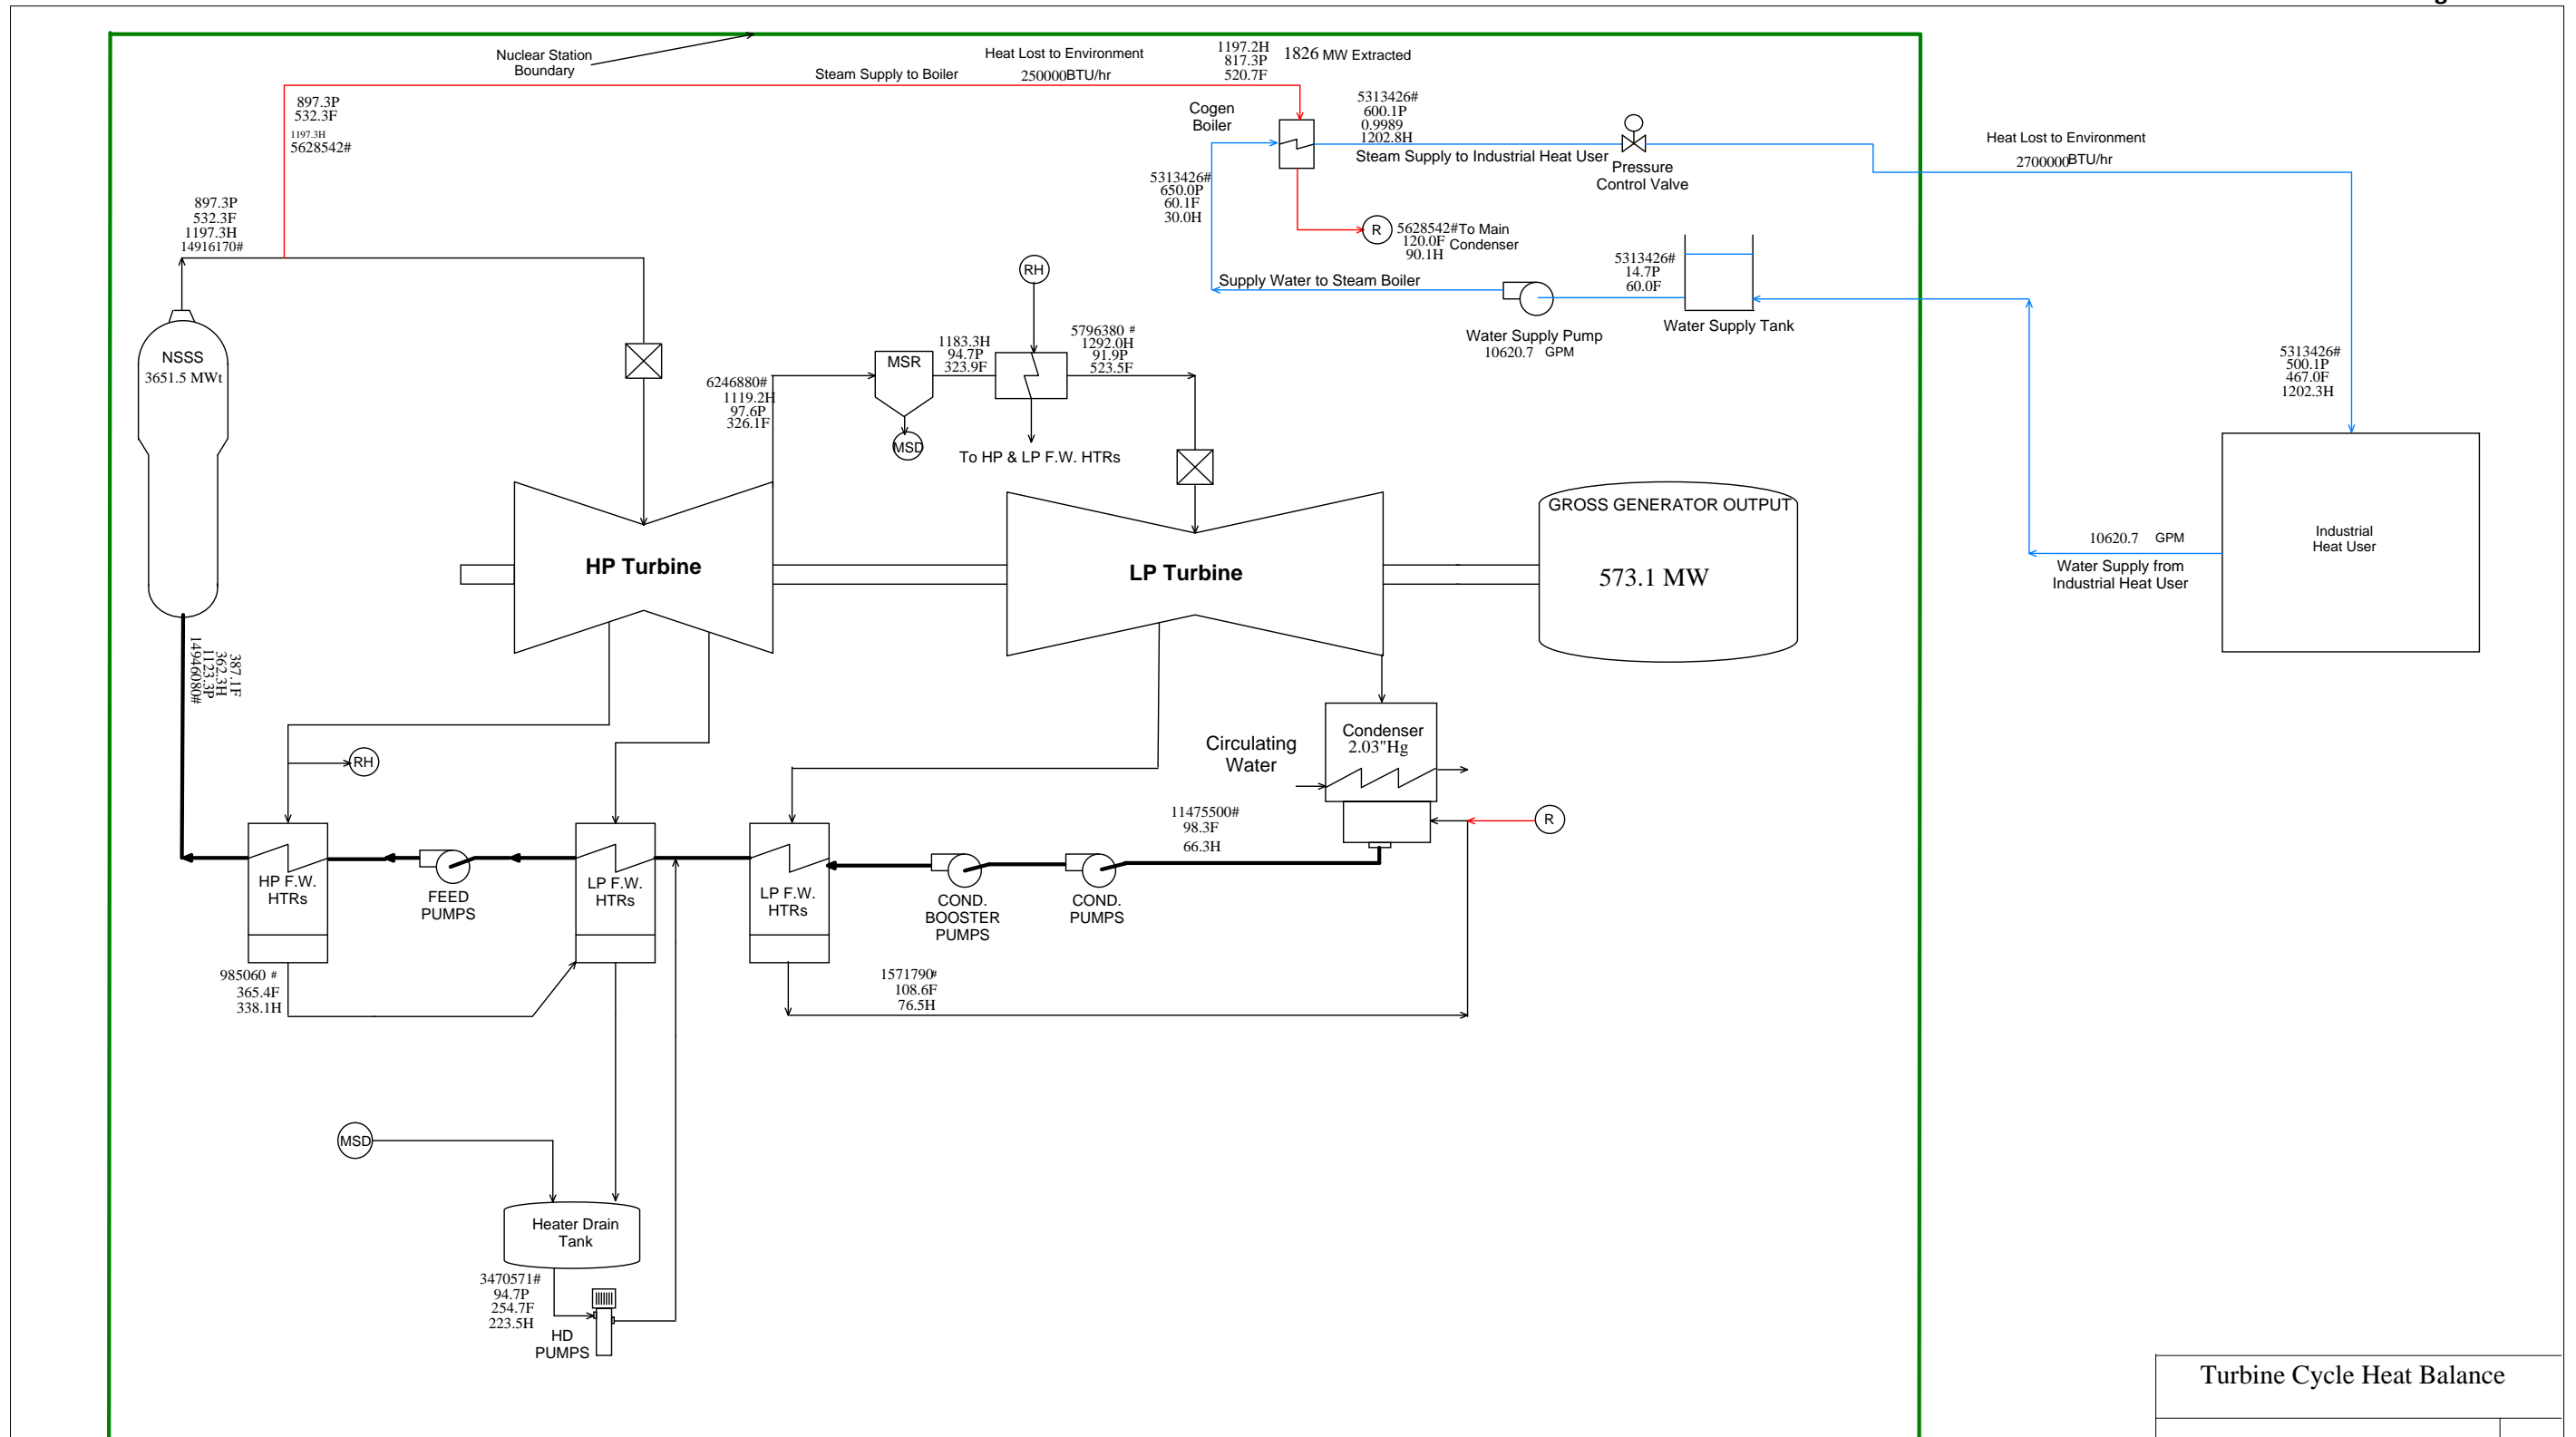 g
Nuclear Station
Boundary
Steam Supply to Boiler
Heat Lost to Environment
250000BTU/hr
1197.2H
817.3P
520.7F
1826 MW Extracted
897.3P
532.3F
1197.3H
5628542#
Cogen
Boiler
5313426#
600.1P
0.9989
1202.8H
Steam Supply to Industrial Heat User
Pressure
Control Valve
Heat Lost to Environment
2700000BTU/hr
897.3P
532.3F
1197.3H
14916170#
5313426#
650.0P
60.1F
30.0H
R
5628542#To Main
120.0F Condenser
90.1H
Supply Water to Steam Boiler
5313426#
14.7P
60.0F
Water Supply Pump
10620.7 GPM
Water Supply Tank
NSSS
3651.5 MWt
RH
6246880#
1119.2H
97.6P
326.1F
MSR
MSD
1183.3H
94.7P
323.9F
5796380 #
1292.0H
91.9P
523.5F
To HP & LP F.W. HTRs
5313426#
500.1P
467.0F
1202.3H
HP Turbine
LP Turbine
GROSS GENERATOR OUTPUT
573.1 MW
10620.7 GPM
Water Supply from
Industrial Heat User
Industrial
Heat User
387.1F
362.3H
1123.3P
14946080#
RH
Circulating
Water
Condenser
2.03"Hg
R
11475500#
98.3F
66.3H
HP F.W.
HTRs
FEED
PUMPS
LP F.W.
HTRs
LP F.W.
HTRs
COND.
BOOSTER
PUMPS
COND.
PUMPS
985060 #
365.4F
338.1H
1571790#
108.6F
76.5H
MSD
Heater Drain
Tank
3470571#
94.7P
254.7F
223.5H
HD
PUMPS
Turbine Cycle Heat Balance